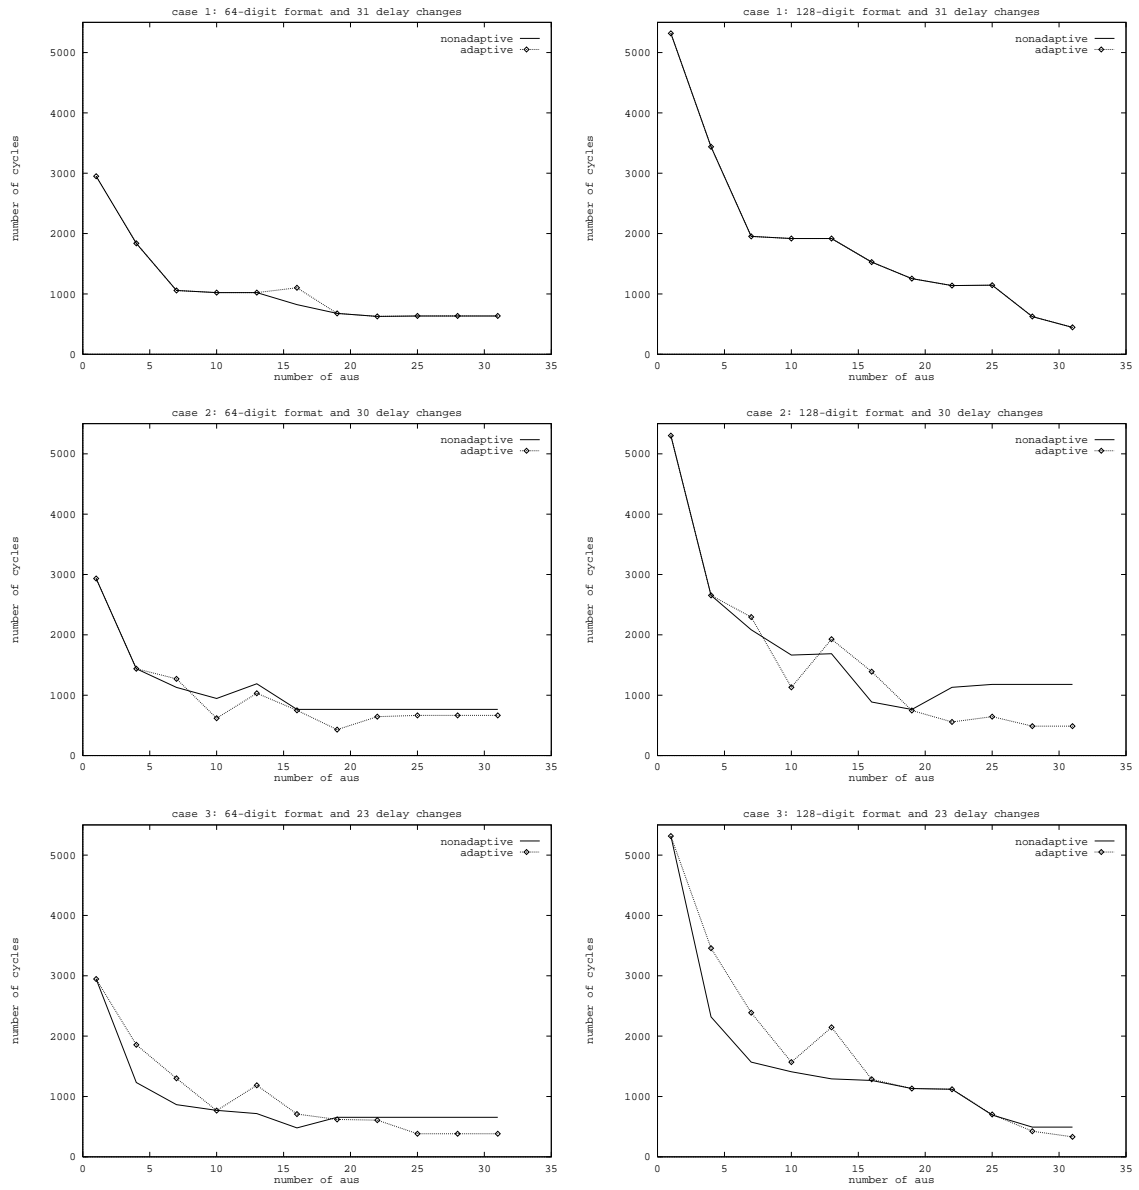 case 1: 64-digit format and 31 delay changes
nonadaptive
adaptive
number of cycles
5000
4000
3000
2000
1000
0
0 5 10 15 20 25 30 35
number of aus
case 1: 128-digit format and 31 delay changes
nonadaptive
adaptive
number of cycles
5000
4000
3000
2000
1000
0
0 5 10 15 20 25 30 35
number of aus
case 2: 64-digit format and 30 delay changes
nonadaptive
adaptive
number of cycles
5000
4000
3000
2000
1000
0
0 5 10 15 20 25 30 35
number of aus
case 2: 128-digit format and 30 delay changes
nonadaptive
adaptive
number of cycles
5000
4000
3000
2000
1000
0
0 5 10 15 20 25 30 35
number of aus
case 3: 64-digit format and 23 delay changes
nonadaptive
adaptive
number of cycles
5000
4000
3000
2000
1000
0
0 5 10 15 20 25 30 35
number of aus
case 3: 128-digit format and 23 delay changes
nonadaptive
adaptive
number of cycles
5000
4000
3000
2000
1000
0
0 5 10 15 20 25 30 35
number of aus